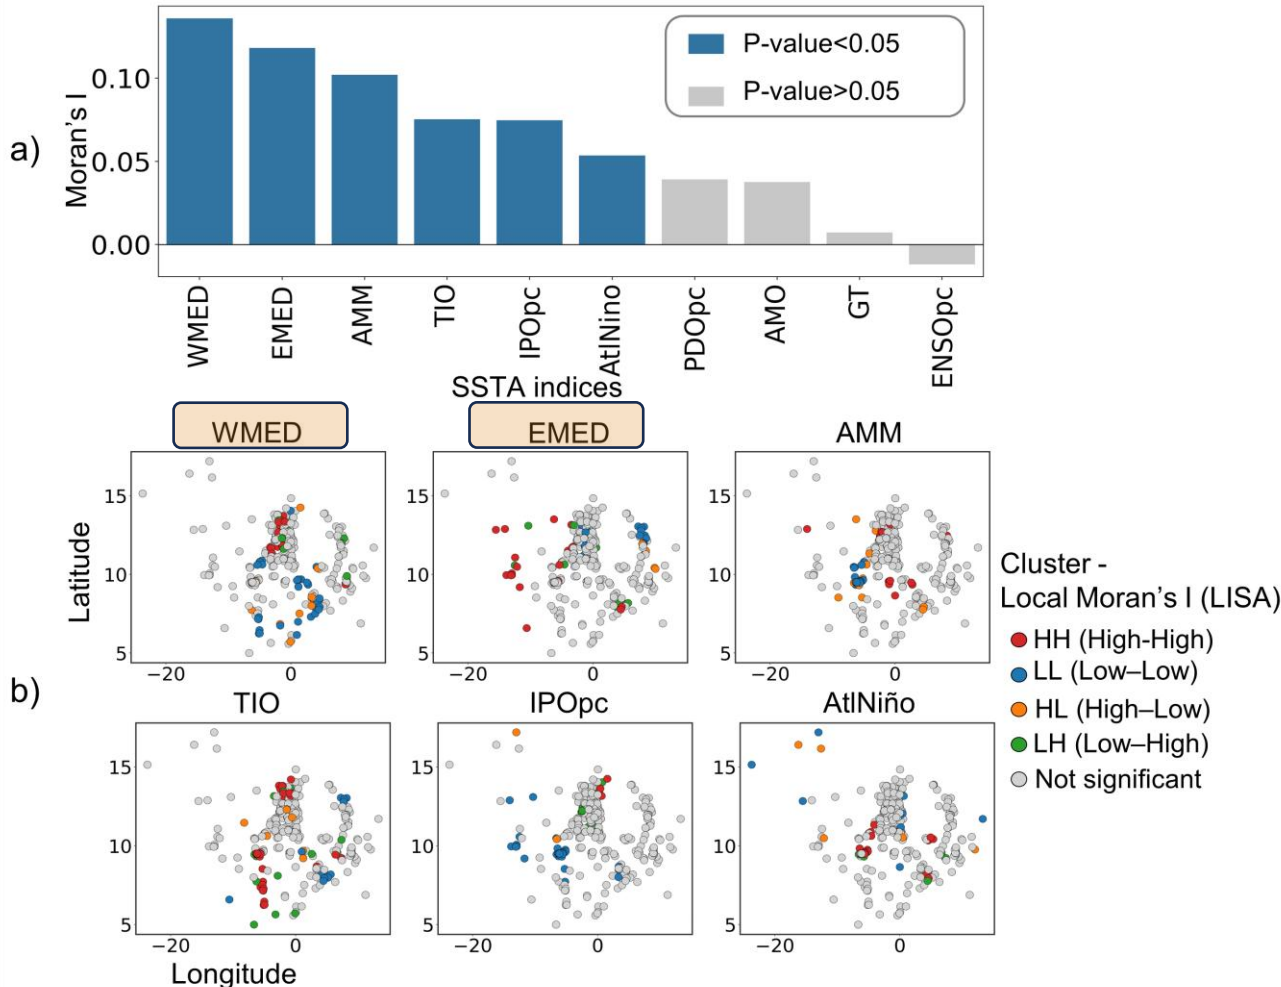 a)
Moran's I
0.10
0.05
0.00
P-value<0.05
P-value>0.05
WMED
EMED
AMM
TIO
IPOpc
AtlNino
PDOpc
AMO
GT
ENSOpc
SSTA indices
b)
WMED
EMED
AMM
Latitude
15
10
5
−20
0
15
10
5
−20
0
15
10
5
−20
0
TIO
IPOpc
AtlNiño
15
10
5
−20
0
15
10
5
−20
0
15
10
5
−20
0
Longitude
Cluster -
Local Moran's I (LISA)
HH (High-High)
LL (Low–Low)
HL (High–Low)
LH (Low–High)
Not significant